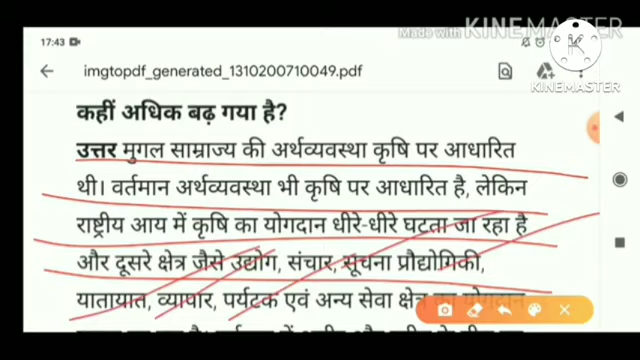 17:43
Made with KINEMASTER
KINEMASTER
imgtopdf_generated_1310200710049.pdf
कहीं अधिक बढ़ गया है?
उत्तर मुगल साम्राज्य की अर्थव्यवस्था कृषि पर आधारित
थी। वर्तमान अर्थव्यवस्था भी कृषि पर आधारित है, लेकिन
राष्ट्रीय आय में कृषि का योगदान धीरे-धीरे घटता जा रहा है
और दूसरे क्षेत्र जैसे उद्योग, संचार, सूचना प्रौद्योगिकी,
यातायात, व्यापार, पर्यटक एवं अन्य सेवा क्षेत्र का योगदान